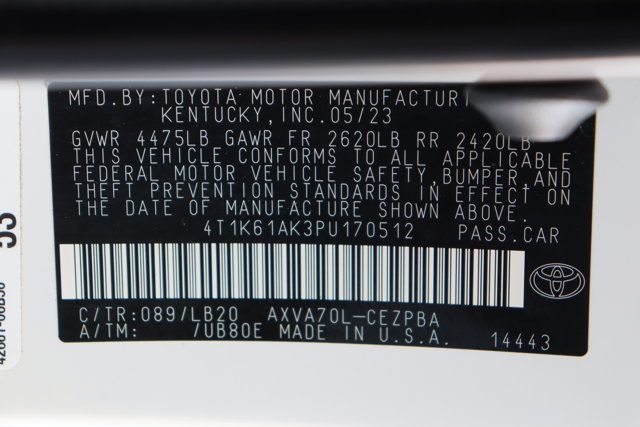 MFD.BY:TOYOTA MOTOR MANUFACTURI
KENTUCKY,INC.05/23
GVWR 4475LB GAWR FR 2620LB RR 2420LB
THIS VEHICLE CONFORMS TO ALL APPLICABLE
FEDERAL MOTOR VEHICLE SAFETY,BUMPER,AND
THEFT PREVENTION STANDARDS IN EFFECT ON
THE DATE OF MANUFACTURE SHOWN ABOVE.
4T1K61AK3PU170512 PASS.CAR
C/TR:089/LB20 AXVA70L-CEZPBA
A/TM: /UB80E MADE IN U.S.A. 14443
53